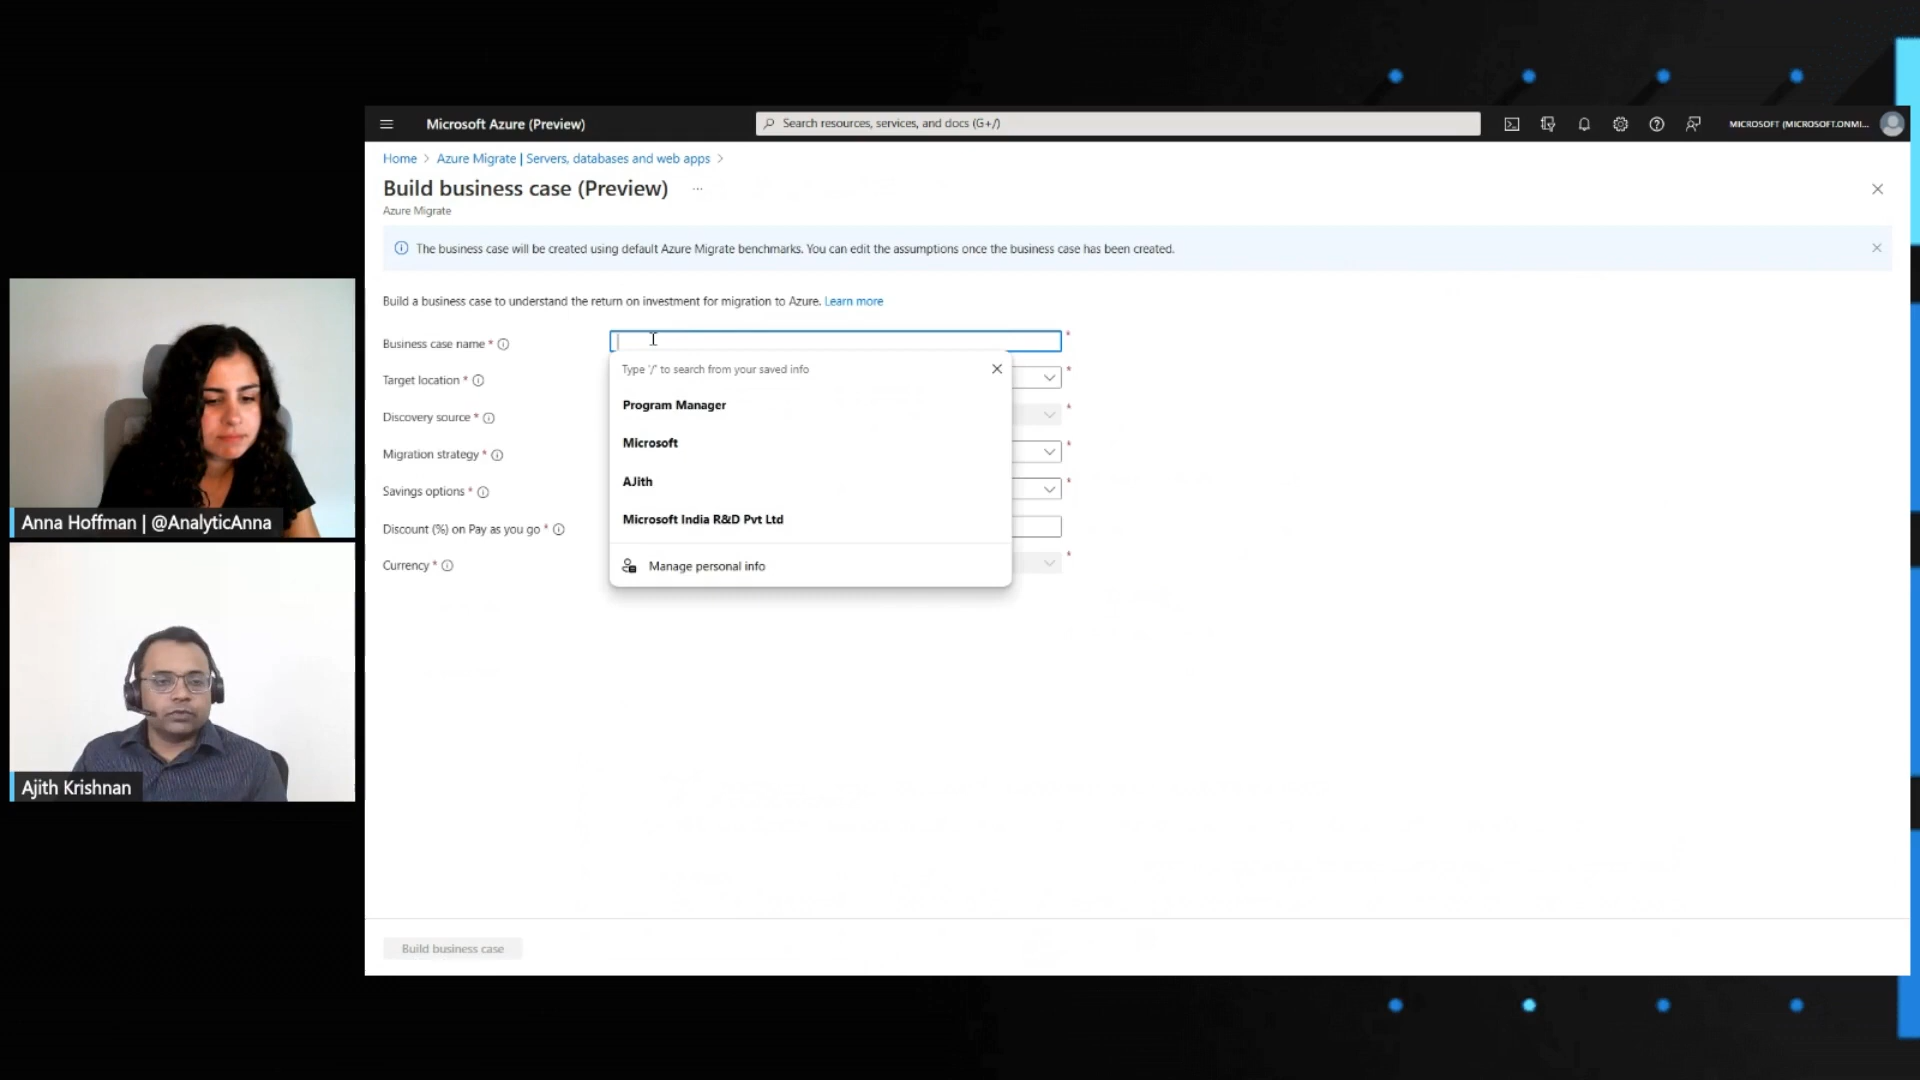 Microsoft Azure (Preview)
Search resources, services, and docs (G+/)
MICROSOFT (MICROSOFT.ONMI...
Home > Azure Migrate | Servers, databases and web apps >
Build business case (Preview) ...
Azure Migrate
The business case will be created using default Azure Migrate benchmarks. You can edit the assumptions once the business case has been created.
Build a business case to understand the return on investment for migration to Azure. Learn more
Business case name *
Target location *
Discovery source *
Migration strategy *
Savings options *
Discount (%) on Pay as you go *
Currency *
Type '/' to search from your saved info
Program Manager
Microsoft
AJith
Microsoft India R&D Pvt Ltd
Manage personal info
Build business case
Anna Hoffman | @AnalyticAnna
Ajith Krishnan